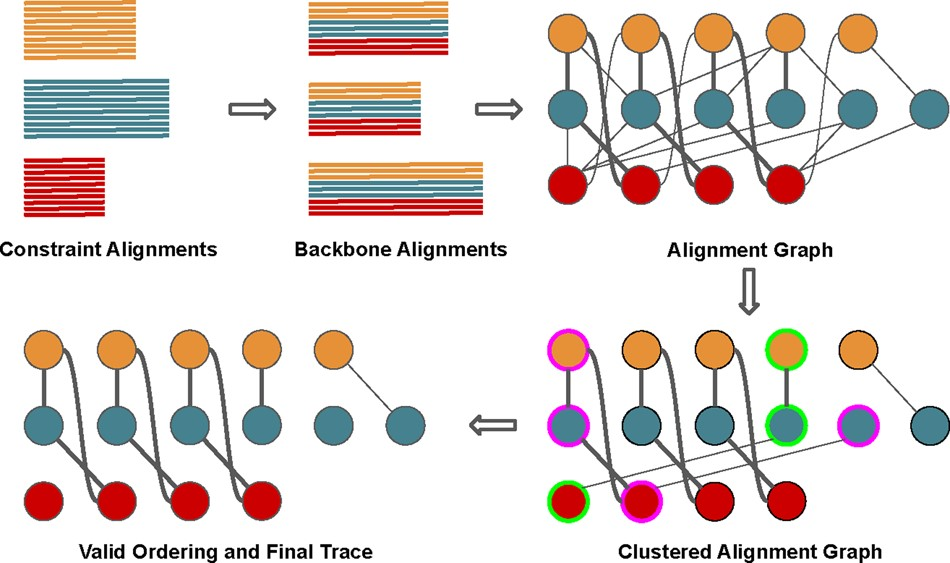 Constraint Alignments
Backbone Alignments
Alignment Graph
Valid Ordering and Final Trace
Clustered Alignment Graph